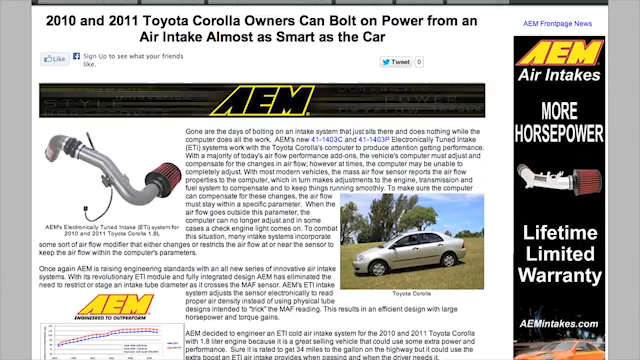 2010 and 2011 Toyota Corolla Owners Can Bolt on Power from an
Air Intake Almost as Smart as the Car
Like
Sign Up to see what your friends
like.
Tweet
0
AEM
Gone are the days of bolting on an intake system that just sits there and does nothing while the
computer does all the work. AEM's new 41-1403C and 41-1403P Electronically Tuned Intake
(ETi) systems work with the Toyota Corolla's computer to produce attention getting performance.
With a majority of today's air flow performance add-ons, the vehicle's computer must adjust and
compensate for the changes in air flow; however at times, the computer may be unable to
completely adjust. With most modern vehicles, the mass air flow sensor reports the air flow
properties to the computer, which in turn makes adjustments to the engine, transmission and
fuel system to compensate and to keep things running smoothly. To make sure the computer
can compensate for these changes, the air flow
must stay within a specific parameter. When the
air flow goes outside this parameter, the
computer can no longer adjust and in some
cases a check engine light comes on. To combat
this situation, many intake systems incorporate
some sort of air flow modifier that either changes or restricts the air flow at or near the sensor to
keep the air flow within the computer's parameters.
AEM's Electronically Tuned Intake (ETi) system for
2010 and 2011 Toyota Corolla 1.8L
Toyota Corolla
Once again AEM is raising engineering standards with an all new series of innovative air intake
systems. With its revolutionary ETI module and fully integrated design AEM has eliminated the
need to restrict or stage an intake tube diameter as it crosses the MAF sensor. AEM's ETI intake
system adjusts the sensor electronically to read
proper air density instead of using physical tube
designs intended to "trick" the MAF reading. This results in an efficient design with large
horsepower and torque gains.
AEM
ENGINEERED TO OUTPERFORM
AEM decided to engineer an ETI cold air intake system for the 2010 and 2011 Toyota Corolla
with 1.8 liter engine because it is a great selling vehicle that could use some extra power and
performance. Sure it is rated to get 34 miles to the gallon on the highway but it could use the
extra boost an ETI intake provides when passing and when the driver needs it.
AEM Frontpage News
AEM
Air Intakes
MORE
HORSEPOWER
Lifetime
Limited
Warranty
AEMintakes.com